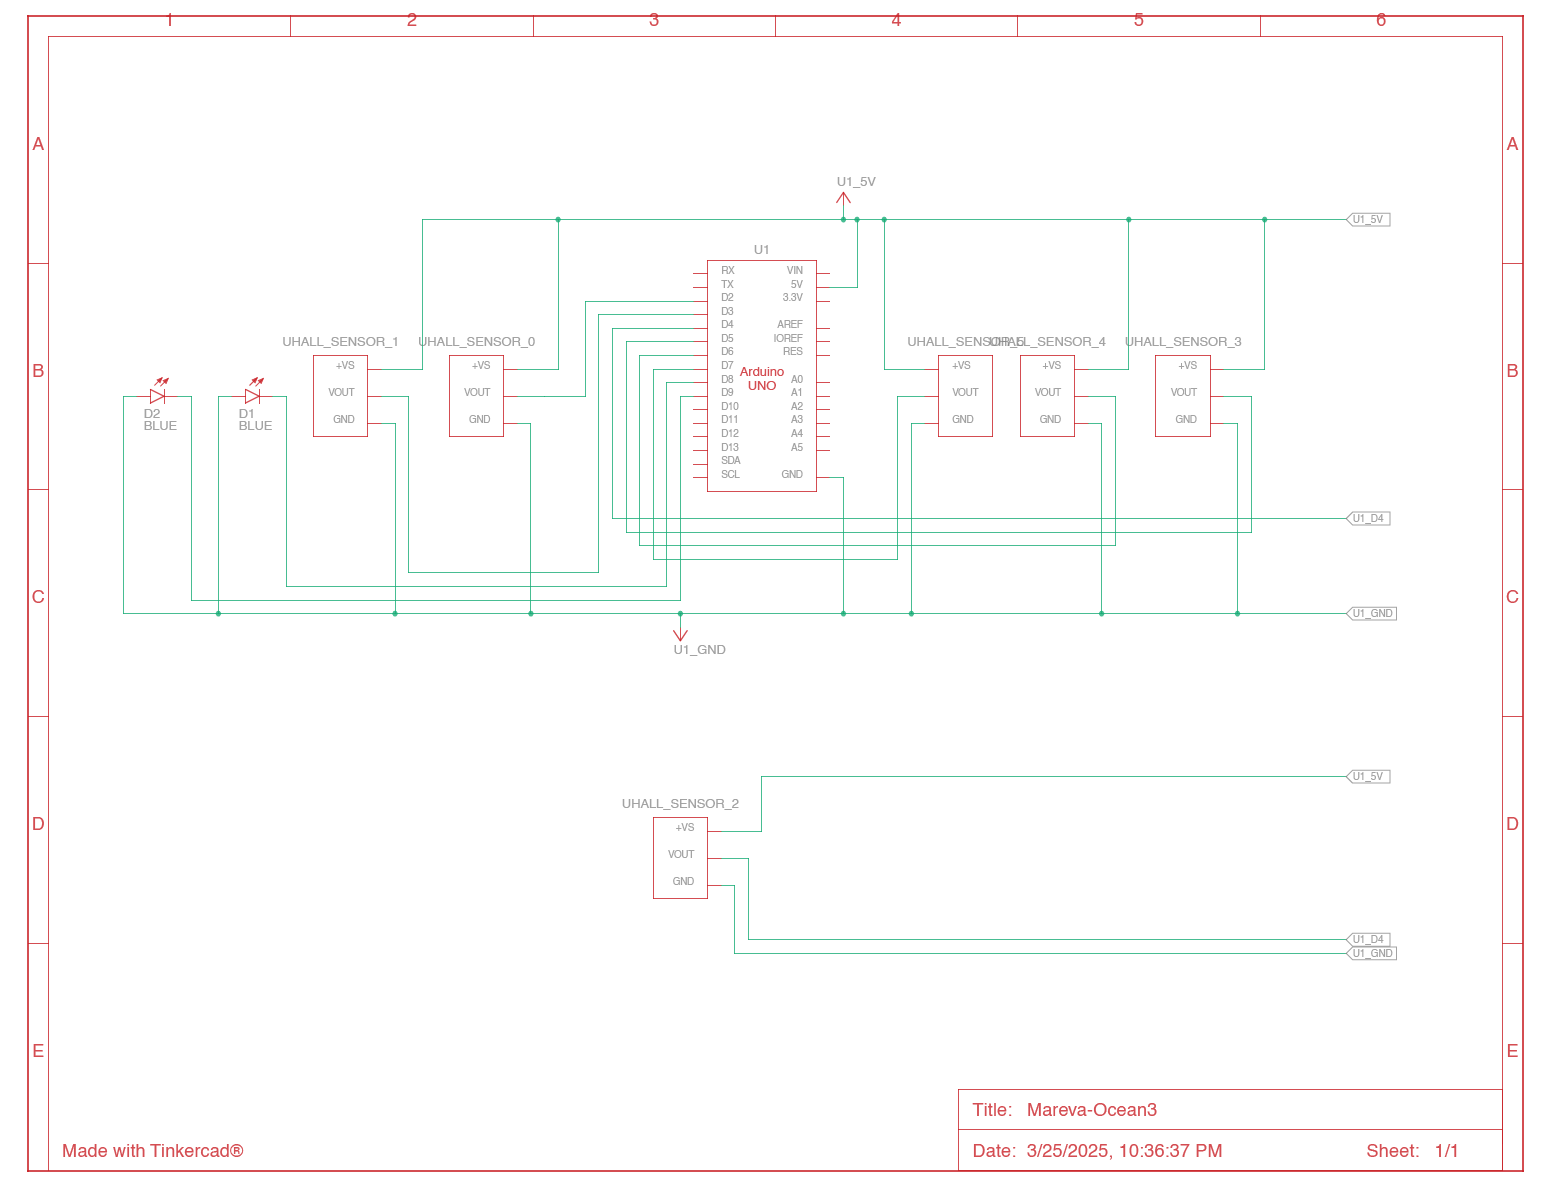 1 2 3 4 5 6
A A
U1_5V
U1_5V
U1
RX VIN
TX 5V
D2 3.3V
D3
D4 AREF
D5 IOREF
D6 RES
D7
D8 A0
D9 A1
D10 A2
D11 A3
D12 A4
D13 A5
SDA
SCL GND
Arduino
UNO
UHALL_SENSOR_1
+VS
VOUT
GND
UHALL_SENSOR_0
+VS
VOUT
GND
UHALL_SENSOR_5
+VS
VOUT
GND
UHALL_SENSOR_4
+VS
VOUT
GND
UHALL_SENSOR_3
+VS
VOUT
GND
B B
D2
BLUE
D1
BLUE
U1_D4
C C
U1_GND
U1_GND
U1_5V
UHALL_SENSOR_2
+VS
VOUT
GND
D D
U1_D4
U1_GND
E E
Title: Mareva-Ocean3
Made with Tinkercad®
Date: 3/25/2025, 10:36:37 PM Sheet: 1/1